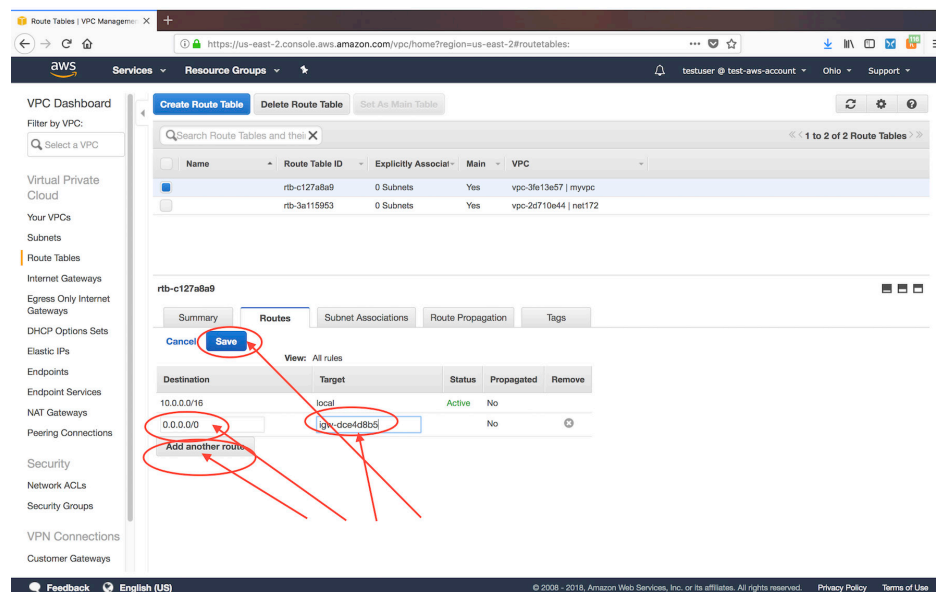 Route Tables | VPC Managemen
https://us-east-2.console.aws.amazon.com/vpc/home?region=us-east-2#routetables:
110
aws Services Resource Groups testuser @ test-aws-account Ohio Support
VPC Dashboard
Filter by VPC:
Select a VPC
Virtual Private
Cloud
Your VPCs
Subnets
Route Tables
Internet Gateways
Egress Only Internet
Gateways
DHCP Options Sets
Elastic IPs
Endpoints
Endpoint Services
NAT Gateways
Peering Connections
Security
Network ACLs
Security Groups
VPN Connections
Customer Gateways
Create Route Table Delete Route Table Set As Main Table
Search Route Tables and thei
1 to 2 of 2 Route Tables
Name Route Table ID Explicitly Associat Main VPC
rtb-c127a8a9 0 Subnets Yes vpc-3fe13e57 | myvpc
rtb-3a115953 0 Subnets Yes vpc-2d710e44 | net172
rtb-c127a8a9
Summary Routes Subnet Associations Route Propagation Tags
Cancel Save
View: All rules
Destination Target Status Propagated Remove
10.0.0.0/16 local Active No
0.0.0.0/0 igw-dce4d8b5 No
Add another route
Feedback English (US) © 2008 - 2018, Amazon Web Services, Inc. or its affiliates. All rights reserved. Privacy Policy Terms of Use